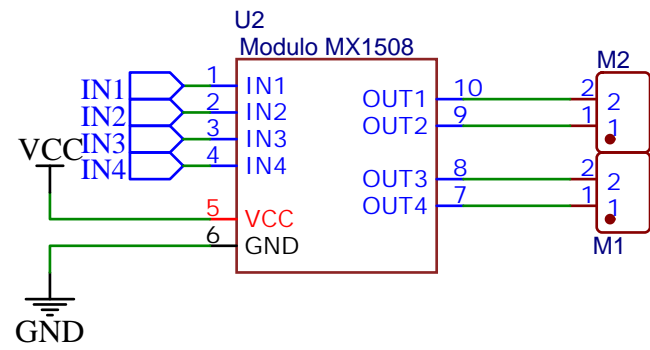 U2
Modulo MX1508
M2
IN1 1 IN1 OUT1 10 2 2
IN2 2 IN2 OUT2 9 1 1
IN3 3 IN3
VCC
IN4 4 IN4 OUT3 8 2 2
5 VCC OUT4 7 1 1
6 GND
M1
GND